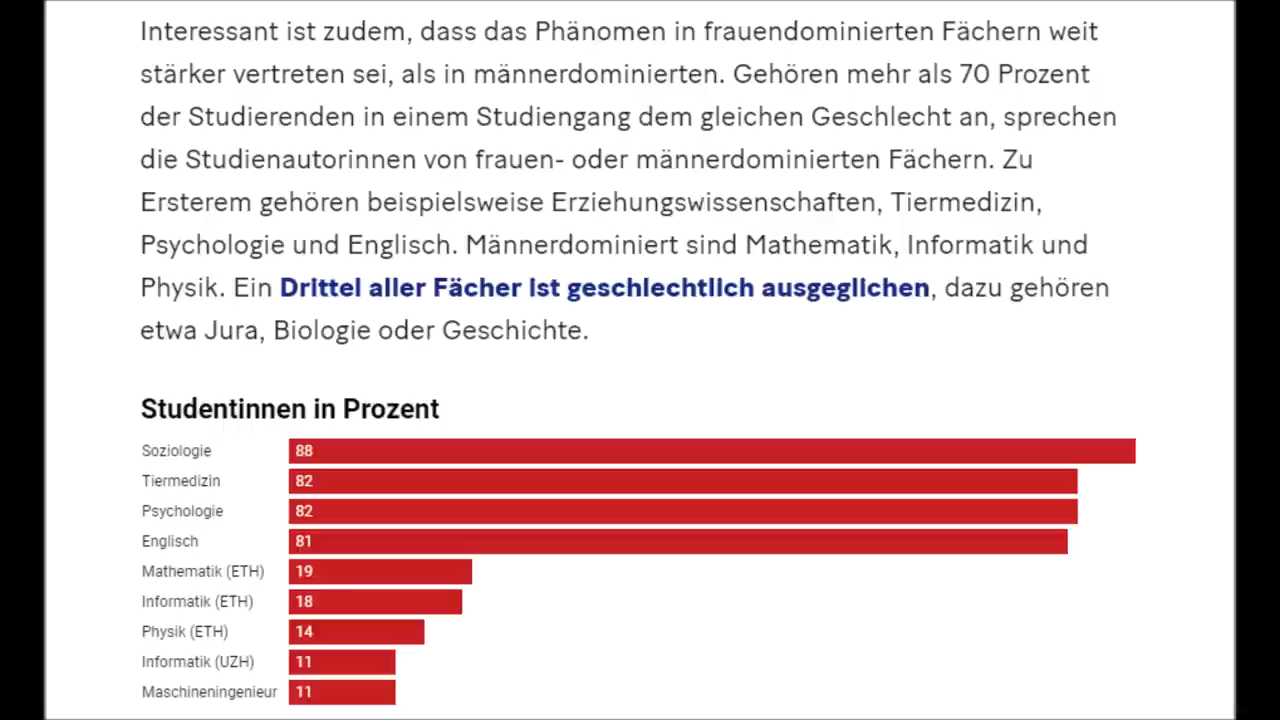 Interessant ist zudem, dass das Phänomen in frauendominierten Fächern weit
stärker vertreten sei, als in männerdominierten. Gehören mehr als 70 Prozent
der Studierenden in einem Studiengang dem gleichen Geschlecht an, sprechen
die Studienautorinnen von frauen- oder männerdominierten Fächern. Zu
Ersterem gehören beispielsweise Erziehungswissenschaften, Tiermedizin,
Psychologie und Englisch. Männerdominiert sind Mathematik, Informatik und
Physik. Ein Drittel aller Fächer ist geschlechtlich ausgeglichen, dazu gehören
etwa Jura, Biologie oder Geschichte.
Studentinnen in Prozent
Soziologie 88
Tiermedizin 82
Psychologie 82
Englisch 81
Mathematik (ETH) 19
Informatik (ETH) 18
Physik (ETH) 14
Informatik (UZH) 11
Maschineningenieur 11